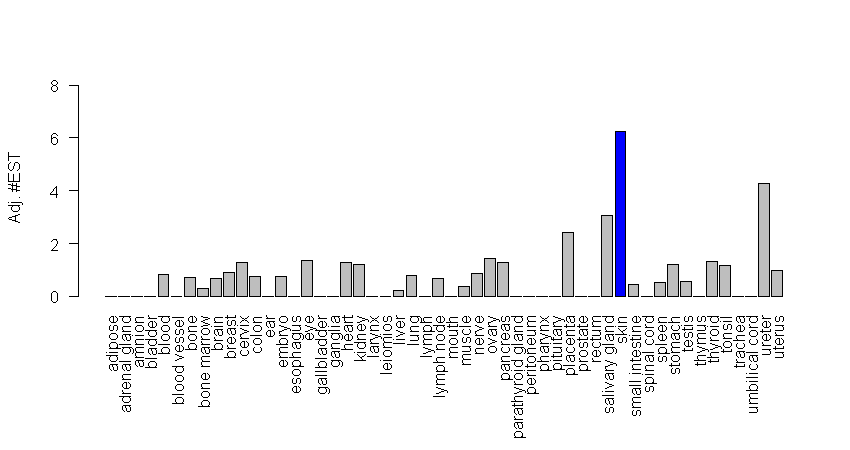 Adj. #EST
8
6
4
2
0
adipose
adrenal gland
amnion
bladder
blood
blood vessel
bone
bone marrow
brain
breast
cervix
colon
ear
embryo
esophagus
eye
gallbladder
ganglia
heart
kidney
larynx
leiomios
liver
lung
lymph
lymph node
mouth
muscle
nerve
ovary
pancreas
parathyroid gland
peritoneum
pharynx
pituitary
placenta
prostate
rectum
salivary gland
skin
small intestine
spinal cord
spleen
stomach
testis
thymus
thyroid
tonsil
trachea
umbilical cord
ureter
uterus